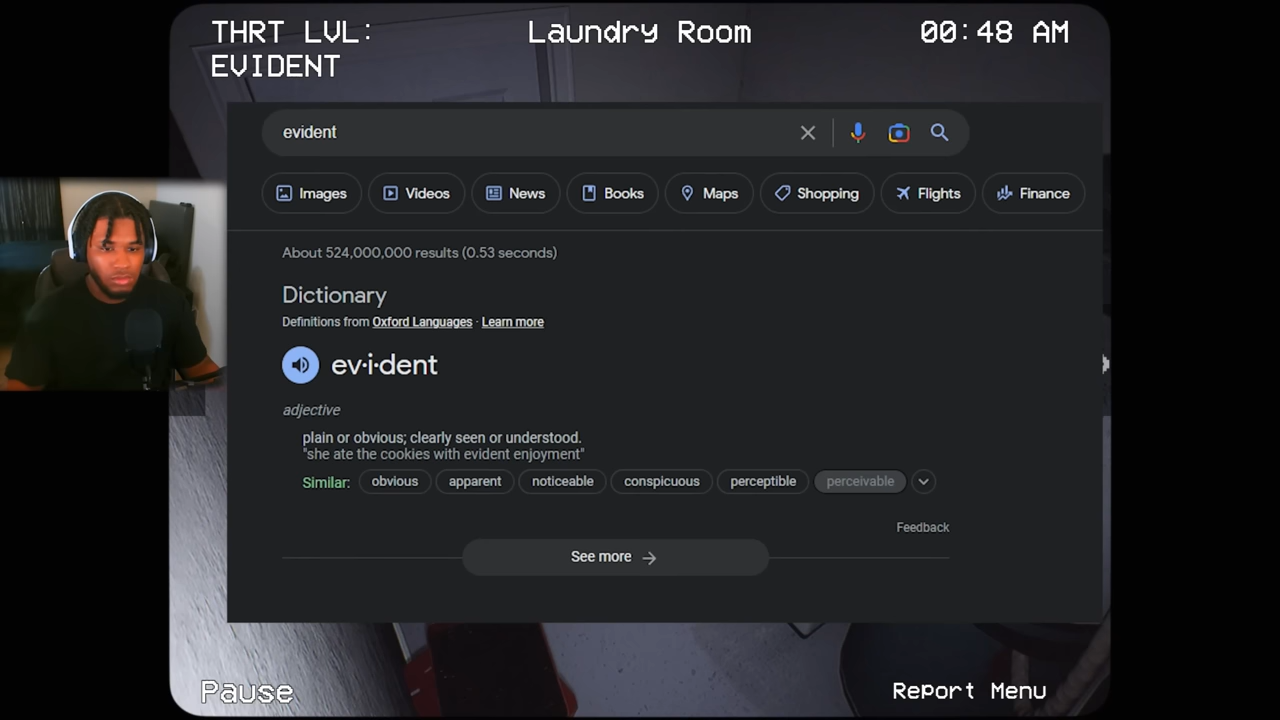 THRT LVL: Laundry Room 00:48 AM
EVIDENT
evident
Images Videos News Books Maps Shopping Flights Finance
About 524,000,000 results (0.53 seconds)
Dictionary
Definitions from Oxford Languages · Learn more
ev·i·dent
adjective
plain or obvious; clearly seen or understood.
"she ate the cookies with evident enjoyment"
Similar: obvious apparent noticeable conspicuous perceptible perceivable
Feedback
See more
Pause Report Menu